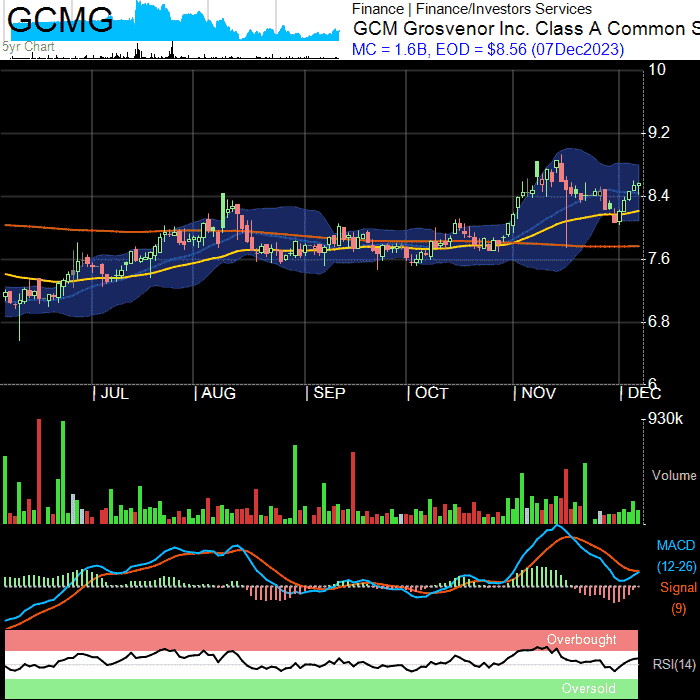 GCMG
5yr Chart
Finance | Finance/Investors Services
GCM Grosvenor Inc. Class A Common S
MC = 1.6B, EOD = $8.56 (07Dec2023)
10
9.2
8.4
7.6
6.8
6
JUL AUG SEP OCT NOV DEC
930k
Volume
MACD
(12-26)
Signal
(9)
Overbought
RSI(14)
Oversold